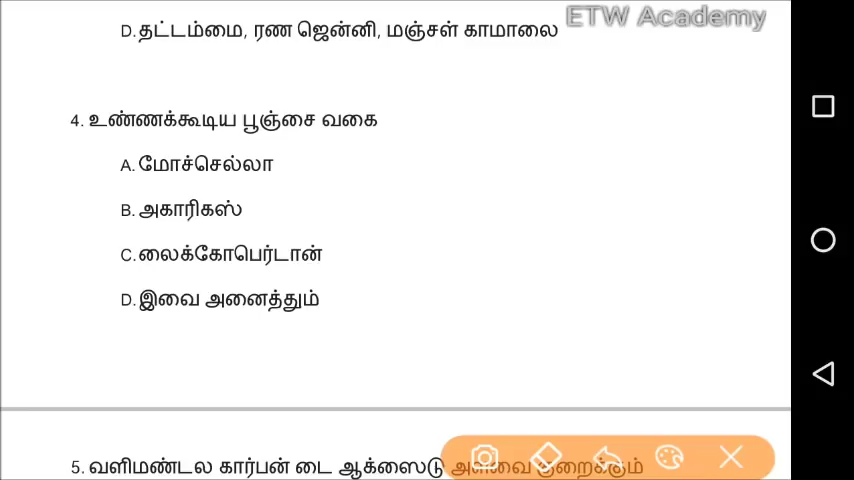 D.தட்டம்மை, ரண ஜென்னி, மஞ்சள் காமாலை
ETW Academy
4. உண்ணக்கூடிய பூஞ்சை வகை
A.மோச்செல்லா
B.அகாரிகஸ்
C.லைக்கோபெர்டான்
D.இவை அனைத்தும்
5. வளிமண்டல கார்பன் டை ஆக்ஸைடு அளவை குறைக்கும்